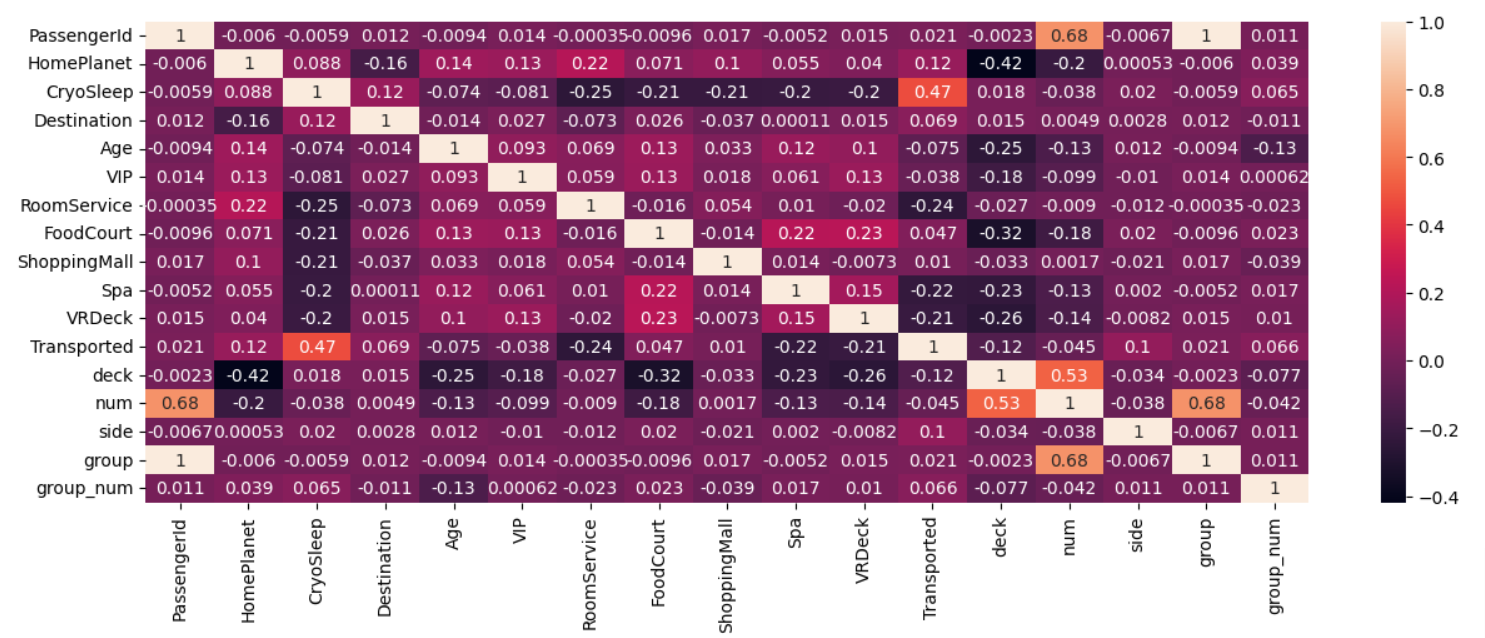 PassengerId 1 -0.006 -0.0059 0.012 -0.0094 0.014 -0.00035 -0.0096 0.017 -0.0052 0.015 0.021 -0.0023 0.68 -0.0067 1 0.011
HomePlanet -0.006 1 0.088 -0.16 0.14 0.13 0.22 0.071 0.1 0.055 0.04 0.12 -0.42 -0.2 0.00053 -0.006 0.039
CryoSleep -0.0059 0.088 1 0.12 -0.074 -0.081 -0.25 -0.21 -0.21 -0.2 -0.2 0.47 0.018 -0.038 0.02 -0.0059 0.065
Destination 0.012 -0.16 0.12 1 -0.014 0.027 -0.073 0.026 -0.037 0.00011 0.015 0.069 0.015 0.0049 0.0028 0.012 -0.011
Age -0.0094 0.14 -0.074 -0.014 1 0.093 0.069 0.13 0.033 0.12 0.1 -0.075 -0.25 -0.13 0.012 -0.0094 -0.13
VIP 0.014 0.13 -0.081 0.027 0.093 1 0.059 0.13 0.018 0.061 0.13 -0.038 -0.18 -0.099 -0.01 0.014 0.00062
RoomService -0.00035 0.22 -0.25 -0.073 0.069 0.059 1 -0.016 0.054 0.01 -0.02 -0.24 -0.027 -0.009 -0.012 -0.00035 -0.023
FoodCourt -0.0096 0.071 -0.21 0.026 0.13 0.13 -0.016 1 -0.014 0.22 0.23 0.047 -0.32 -0.18 0.02 -0.0096 0.023
ShoppingMall 0.017 0.1 -0.21 -0.037 0.033 0.018 0.054 -0.014 1 0.014 -0.0073 0.01 -0.033 0.0017 -0.021 0.017 -0.039
Spa -0.0052 0.055 -0.2 0.00011 0.12 0.061 0.01 0.22 0.014 1 0.15 -0.22 -0.23 -0.13 0.002 -0.0052 0.017
VRDeck 0.015 0.04 -0.2 0.015 0.1 0.13 -0.02 0.23 -0.0073 0.15 1 -0.21 -0.26 -0.14 -0.0082 0.015 0.01
Transported 0.021 0.12 0.47 0.069 -0.075 -0.038 -0.24 0.047 0.01 -0.22 -0.21 1 -0.12 -0.045 0.1 0.021 0.066
deck -0.0023 -0.42 0.018 0.015 -0.25 -0.18 -0.027 -0.32 -0.033 -0.23 -0.26 -0.12 1 0.53 -0.034 -0.0023 -0.077
num 0.68 -0.2 -0.038 0.0049 -0.13 -0.099 -0.009 -0.18 0.0017 -0.13 -0.14 -0.045 0.53 1 -0.038 0.68 -0.042
side -0.0067 0.00053 0.02 0.0028 0.012 -0.01 -0.012 0.02 -0.021 0.002 -0.0082 0.1 -0.034 -0.038 1 -0.0067 0.011
group 1 -0.006 -0.0059 0.012 -0.0094 0.014 -0.00035 -0.0096 0.017 -0.0052 0.015 0.021 -0.0023 0.68 -0.0067 1 0.011
group_num 0.011 0.039 0.065 -0.011 -0.13 0.00062 -0.023 0.023 -0.039 0.017 0.01 0.066 -0.077 -0.042 0.011 0.011 1
PassengerId
HomePlanet
CryoSleep
Destination
Age
VIP
RoomService
FoodCourt
ShoppingMall
Spa
VRDeck
Transported
deck
num
side
group
group_num
1.0
0.8
0.6
0.4
0.2
0.0
−0.2
−0.4